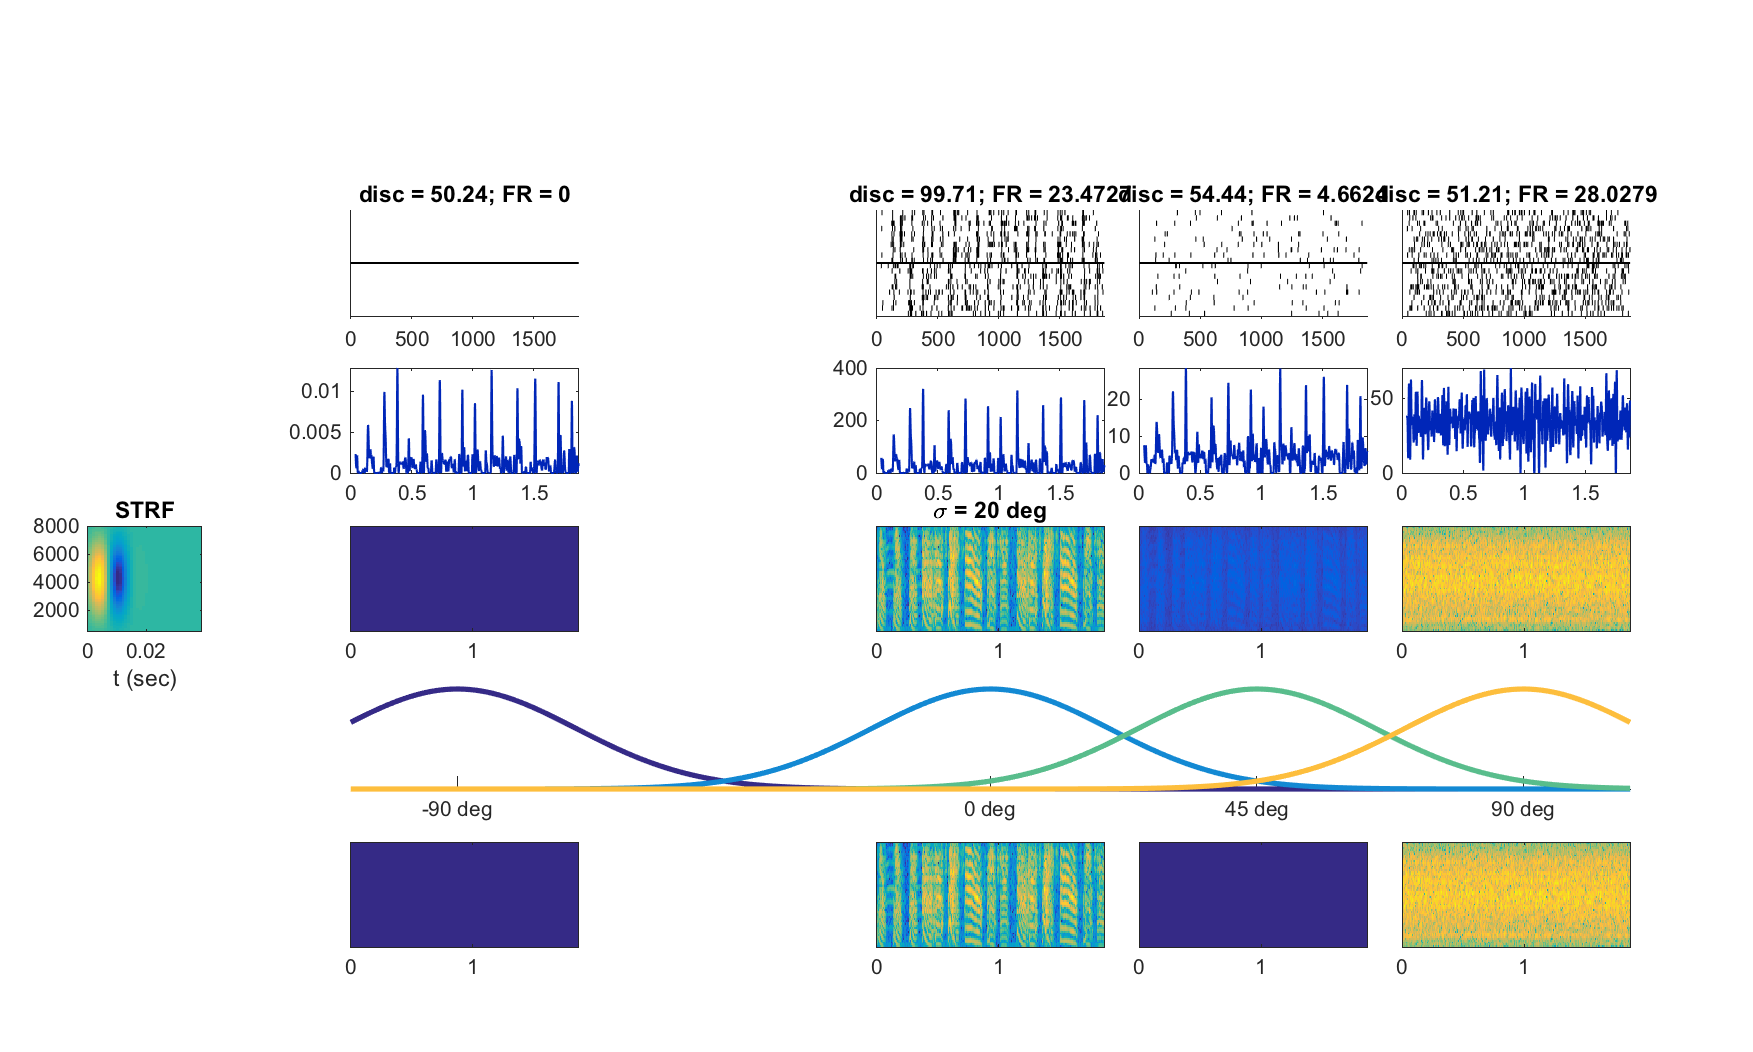 disc = 50.24; FR = 0
disc = 99.71; FR = 23.4727
disc = 54.44; FR = 4.6624
disc = 51.21; FR = 28.0279
0 500 1000 1500
0 500 1000 1500
0 500 1000 1500
0 500 1000 1500
0.01
0.005
0
0 0.5 1 1.5
400
200
0
0 0.5 1 1.5
20
10
0
0 0.5 1 1.5
50
0
0 0.5 1 1.5
STRF
8000
6000
4000
2000
0 0.02
t (sec)
σ = 20 deg
0 1
0 1
0 1
0 1
-90 deg
0 deg
45 deg
90 deg
0 1
0 1
0 1
0 1